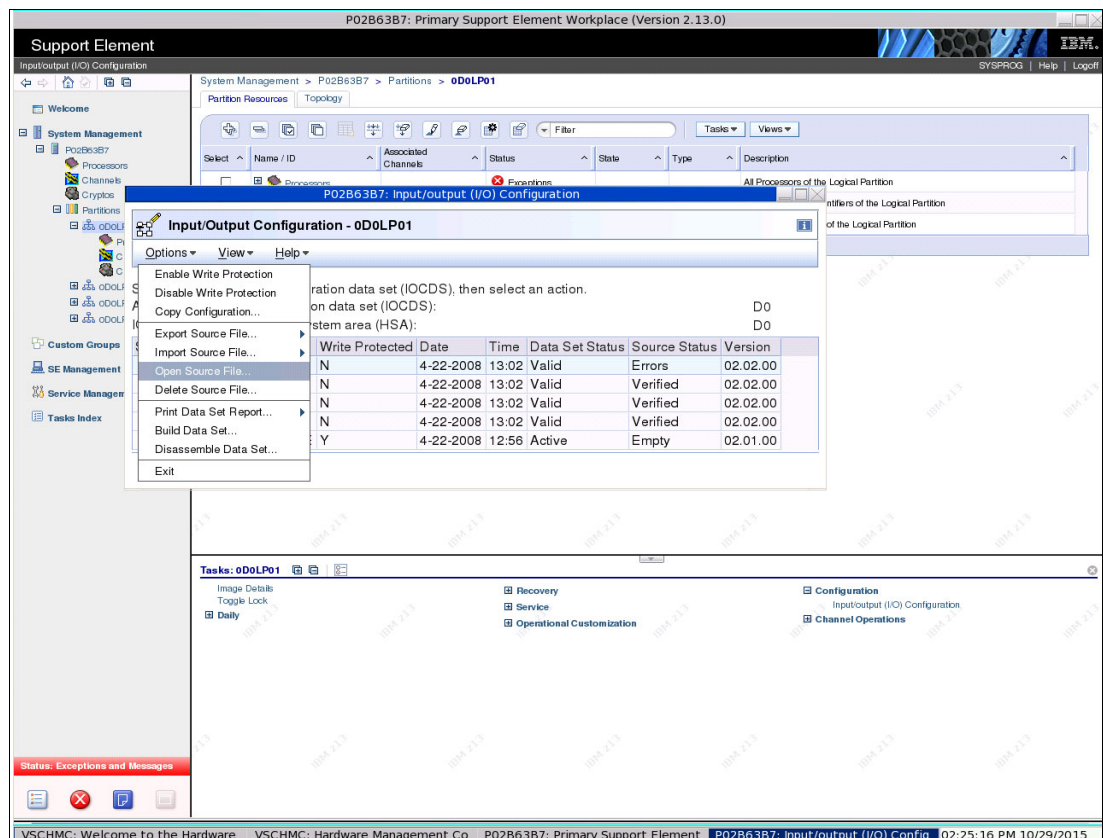 P02B63B7: Primary Support Element Workplace (Version 2.13.0)
Support Element
IBM.
Input/output (I/O) Configuration
SYSPROG | Help | Logoff
System Management > P02B63B7 > Partitions > 0D0LP01
Partition Resources Topology
Welcome
System Management
P02B63B7
Processors
Channels
Cryptos
Partitions
Custom Groups
SE Management
Tasks Index
Filter
Tasks Views
Select Name / ID Associated Channels Status State Type Description
Processors Exceptions All Processors of the Logical Partition
of the Logical Partition
of the Logical Partition
P02B63B7: Input/output (I/O) Configuration
Input/Output Configuration - 0D0LP01
Options View Help
Enable Write Protection
Disable Write Protection
Copy Configuration...
Export Source File...
Import Source File...
Open Source File...
Delete Source File...
Print Data Set Report...
Build Data Set...
Disassemble Data Set...
Exit
data set (IOCDS), then select an action.
data set (IOCDS): D0
area (HSA): D0
Write Protected Date Time Data Set Status Source Status Version
N 4-22-2008 13:02 Valid Errors 02.02.00
N 4-22-2008 13:02 Valid Verified 02.02.00
N 4-22-2008 13:02 Valid Verified 02.02.00
N 4-22-2008 13:02 Valid Verified 02.02.00
Y 4-22-2008 12:56 Active Empty 02.01.00
Tasks: 0D0LP01
Image Details
Toggle Lock
Daily
Recovery
Service
Operational Customization
Configuration
Input/output (I/O) Configuration
Channel Operations
IBM z13
Status: Exceptions and Messages
VSCHMC: Welcome to the Hardware VSCHMC: Hardware Management Co P02B63B7: Primary Support Element P02B63B7: Input/output (I/O) Config 02:25:16 PM 10/29/2015